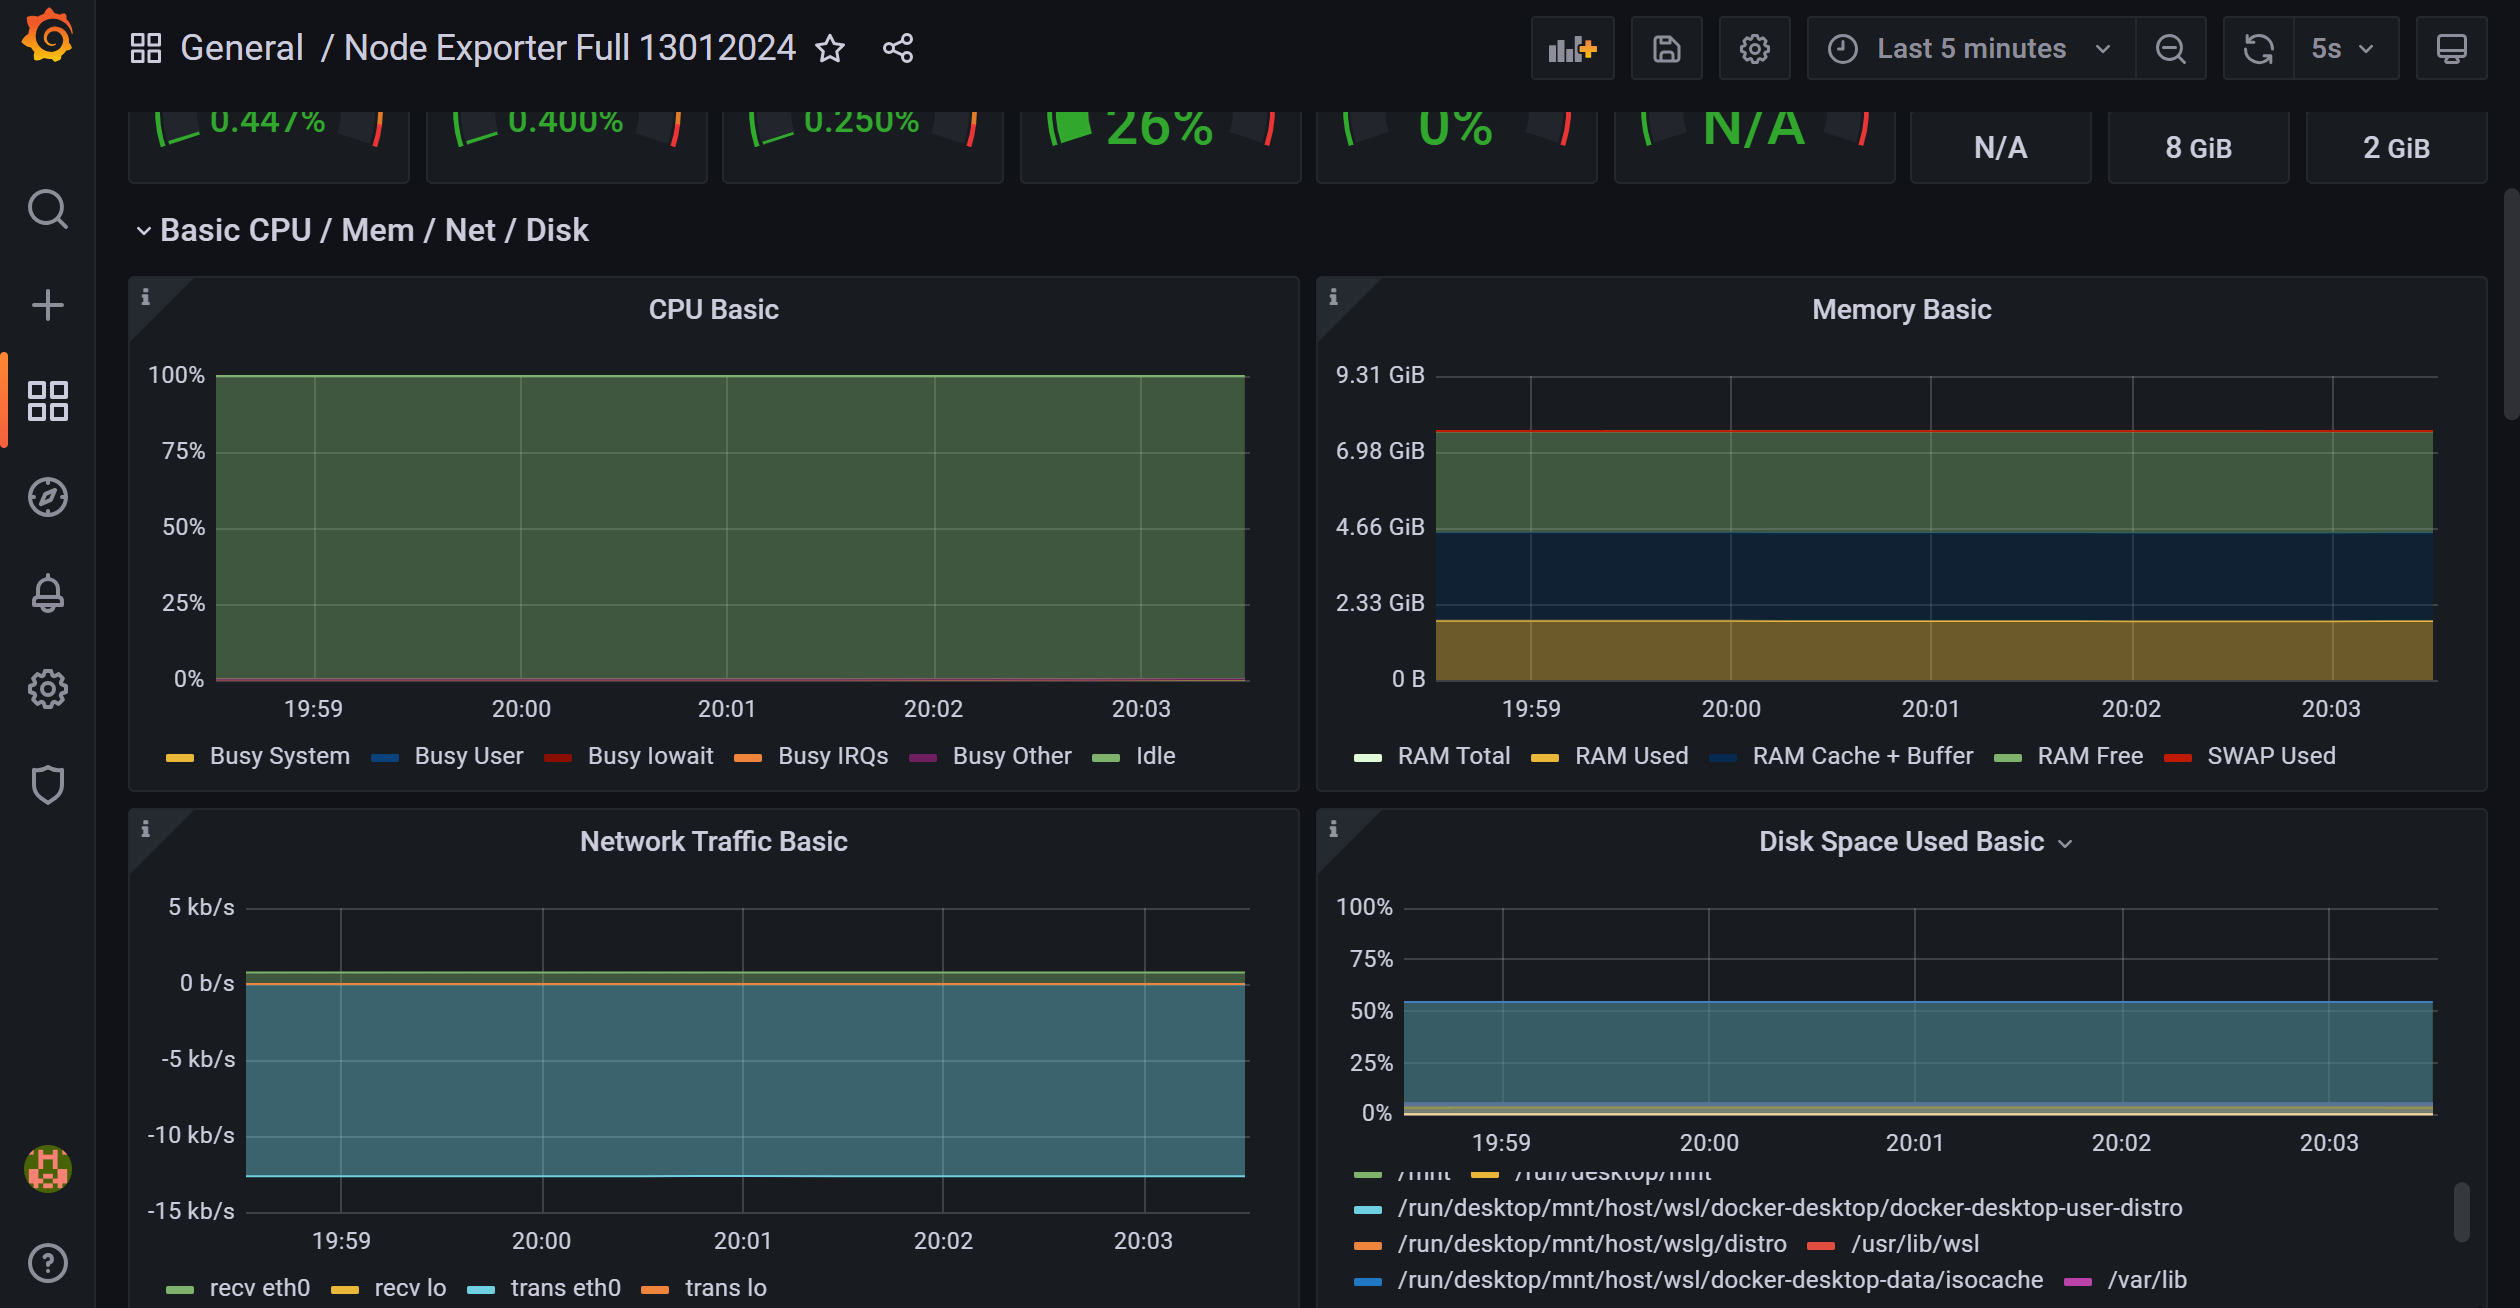 General / Node Exporter Full 13012024
Last 5 minutes
5s
0.447%
0.400%
0.250%
26%
0%
N/A
N/A
8 GiB
2 GiB
Basic CPU / Mem / Net / Disk
CPU Basic
100%
75%
50%
25%
0%
19:59 20:00 20:01 20:02 20:03
Busy System Busy User Busy Iowait Busy IRQs Busy Other Idle
Memory Basic
9.31 GiB
6.98 GiB
4.66 GiB
2.33 GiB
0 B
19:59 20:00 20:01 20:02 20:03
RAM Total RAM Used RAM Cache + Buffer RAM Free SWAP Used
Network Traffic Basic
5 kb/s
0 b/s
-5 kb/s
-10 kb/s
-15 kb/s
19:59 20:00 20:01 20:02 20:03
recv eth0 recv lo trans eth0 trans lo
Disk Space Used Basic
100%
75%
50%
25%
0%
19:59 20:00 20:01 20:02 20:03
/mnt /run/desktop/mnt
/run/desktop/mnt/host/wsl/docker-desktop/docker-desktop-user-distro
/run/desktop/mnt/host/wslg/distro /usr/lib/wsl
/run/desktop/mnt/host/wsl/docker-desktop-data/isocache /var/lib